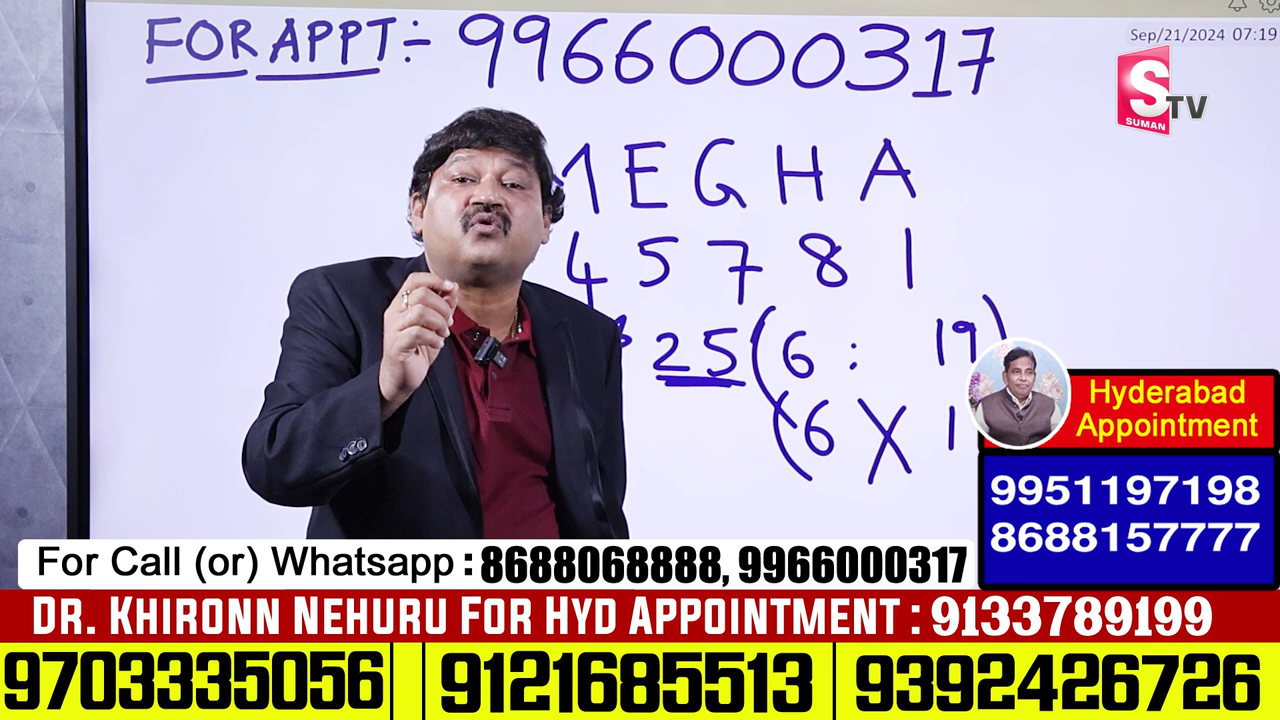 FOR APPT:- 9966000317
Sep/21/2024 07:19
S TV
SUMAN
MEGHA
4 5 7 8 1
25 (6 : 19)
(6 X 1
Hyderabad
Appointment
9951197198
8688157777
For Call (or) Whatsapp : 8688068888, 9966000317
DR. KHIRONN NEHURU FOR HYD APPOINTMENT : 9133789199
9703335056
9121685513
9392426726